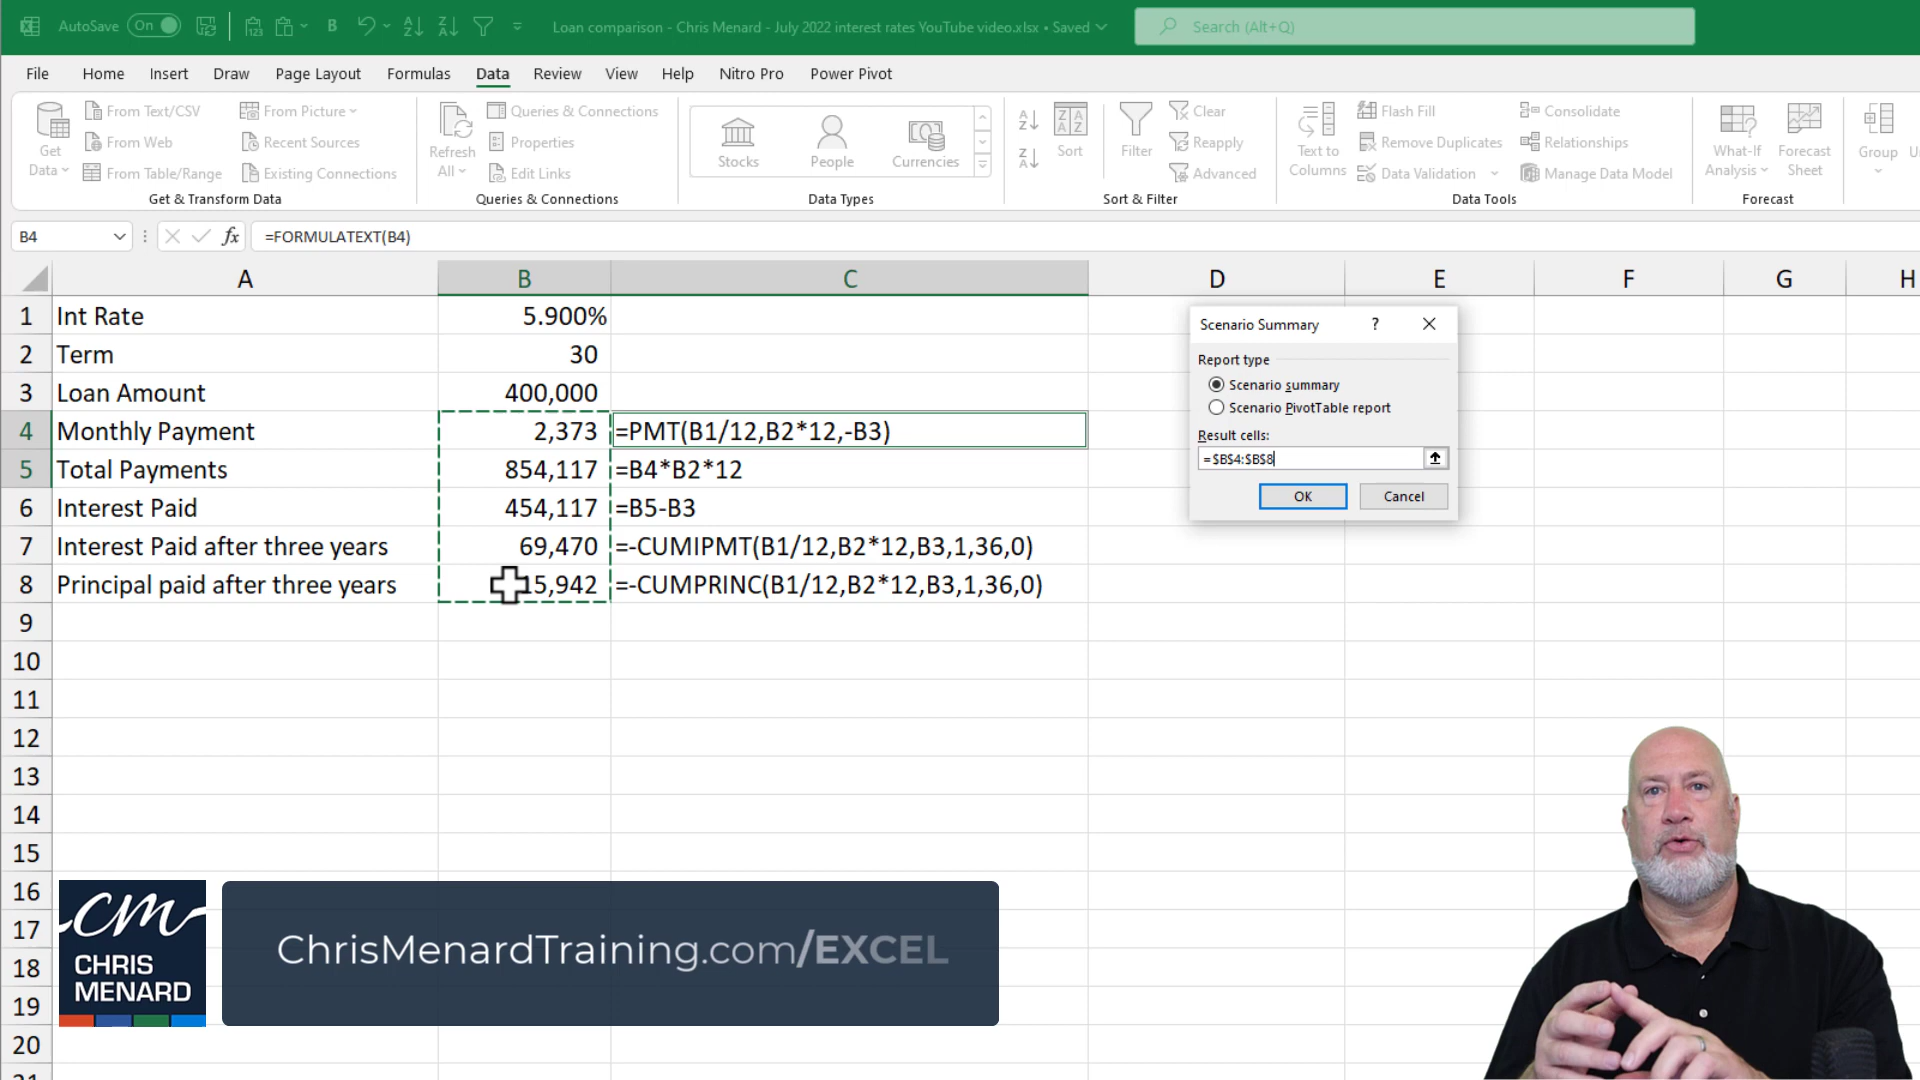 AutoSave On
B
Loan comparison - Chris Menard - July 2022 interest rates YouTube video.xlsx • Saved
Search (Alt+Q)
File Home Insert Draw Page Layout Formulas Data Review View Help Nitro Pro Power Pivot
Get Data
From Text/CSV
From Web
From Table/Range
From Picture
Recent Sources
Existing Connections
Get & Transform Data
Refresh All
Queries & Connections
Properties
Edit Links
Queries & Connections
Stocks
People
Currencies
Data Types
Sort
Filter
Clear
Reapply
Advanced
Sort & Filter
Text to Columns
Flash Fill
Remove Duplicates
Data Validation
Consolidate
Relationships
Manage Data Model
Data Tools
What-If Analysis
Forecast Sheet
Forecast
Group
B4
fx
=FORMULATEXT(B4)
A B C D E F G H
1 Int Rate 5.900%
2 Term 30
3 Loan Amount 400,000
4 Monthly Payment 2,373 =PMT(B1/12,B2*12,-B3)
5 Total Payments 854,117 =B4*B2*12
6 Interest Paid 454,117 =B5-B3
7 Interest Paid after three years 69,470 =-CUMIPMT(B1/12,B2*12,B3,1,36,0)
8 Principal paid after three years 15,942 =-CUMPRINC(B1/12,B2*12,B3,1,36,0)
9
10
11
12
13
14
15
16
17
18
19
20
Scenario Summary ?
Report type
Scenario summary
Scenario PivotTable report
Result cells:
=$B$4:$B$8
OK Cancel
cm
CHRIS
MENARD
ChrisMenardTraining.com/EXCEL